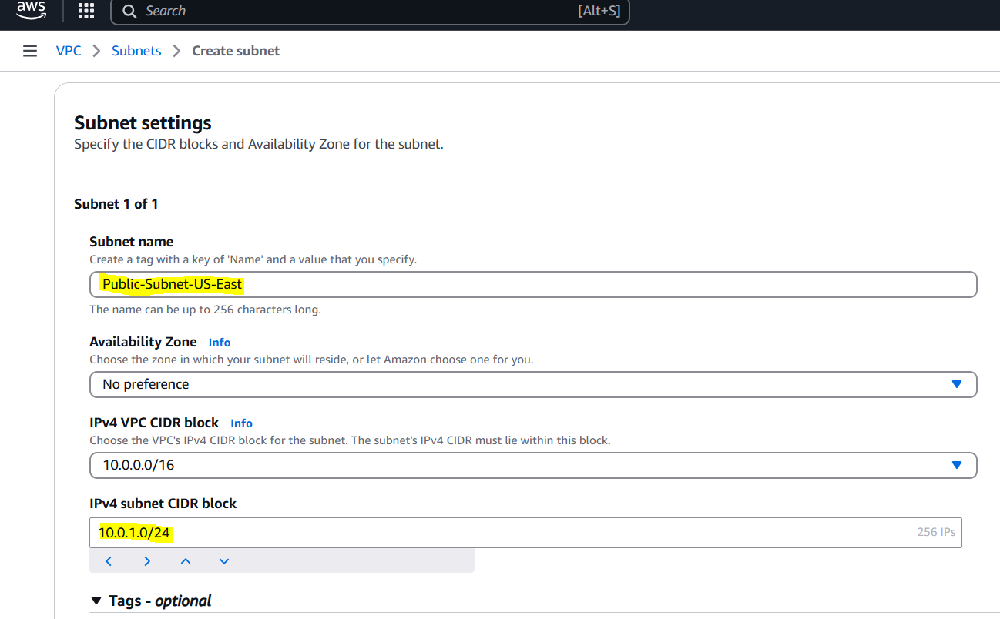 aws
Search [Alt+S]
VPC > Subnets > Create subnet
Subnet settings
Specify the CIDR blocks and Availability Zone for the subnet.
Subnet 1 of 1
Subnet name
Create a tag with a key of 'Name' and a value that you specify.
Public-Subnet-US-East
The name can be up to 256 characters long.
Availability Zone Info
Choose the zone in which your subnet will reside, or let Amazon choose one for you.
No preference
IPv4 VPC CIDR block Info
Choose the VPC's IPv4 CIDR block for the subnet. The subnet's IPv4 CIDR must lie within this block.
10.0.0.0/16
IPv4 subnet CIDR block
10.0.1.0/24 256 IPs
Tags - optional